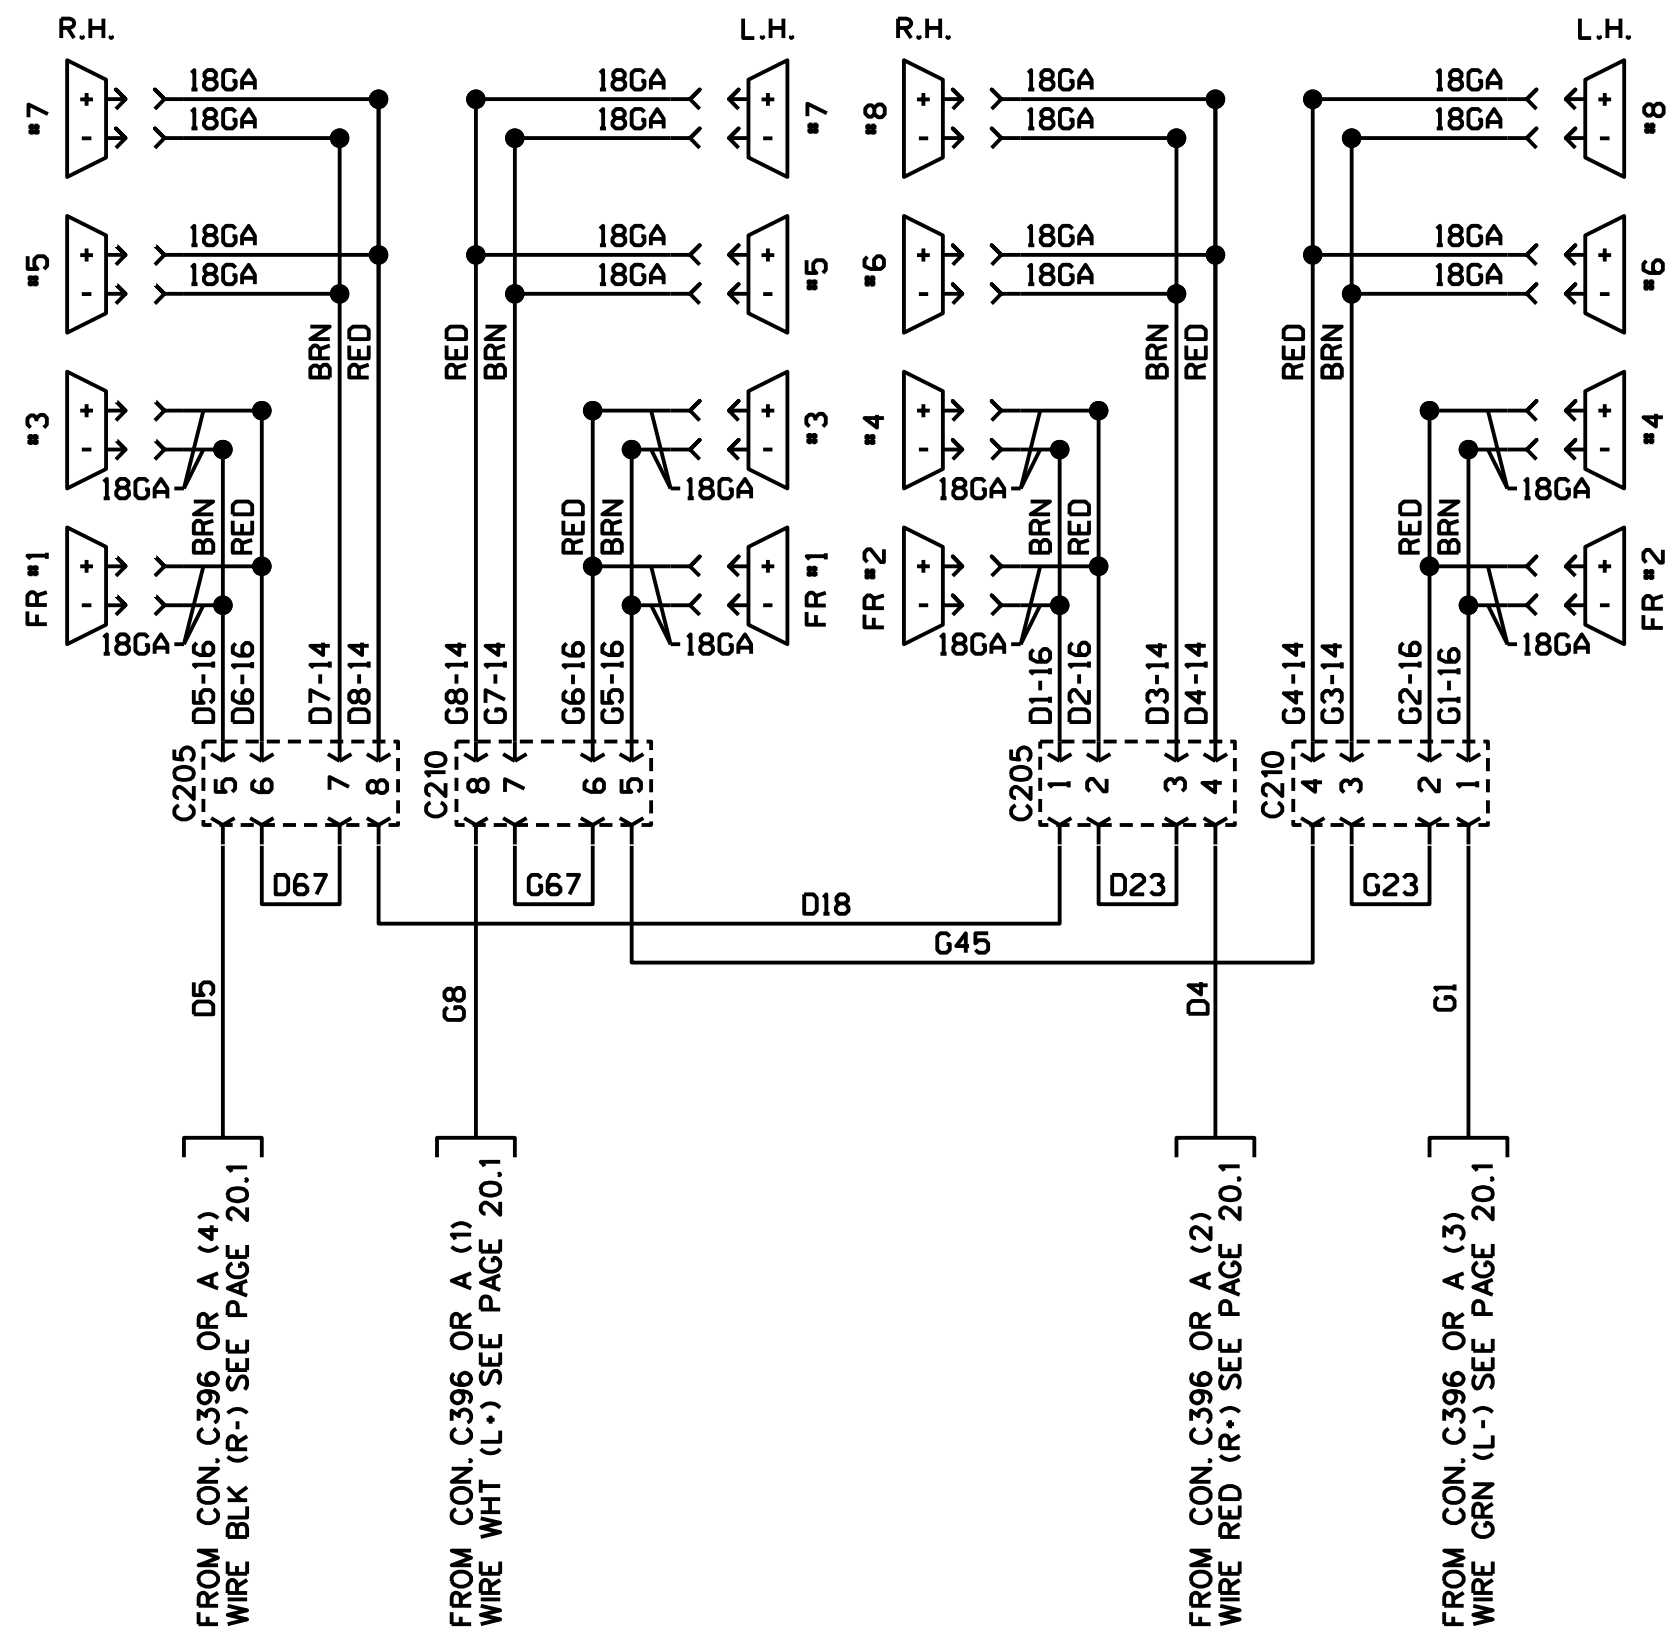 R.H.
L.H.
R.H.
L.H.
18GA
18GA
18GA
18GA
18GA
18GA
18GA
18GA
#7
+
-
+
-
#7
#8
+
-
+
-
#8
18GA
18GA
18GA
18GA
18GA
18GA
18GA
18GA
#5
+
-
+
-
#5
#6
+
-
+
-
#6
BRN
RED
RED
BRN
BRN
RED
RED
BRN
#3
+
-
+
-
#3
#4
+
-
+
-
#4
18GA
18GA
18GA
18GA
BRN
RED
RED
BRN
BRN
RED
RED
BRN
FR #1
+
-
+
-
FR #1
FR #2
+
-
+
-
FR #2
18GA
18GA
18GA
18GA
D5-16
D6-16
D7-14
D8-14
G8-14
G7-14
G6-16
G5-16
D1-16
D2-16
D3-14
D4-14
G4-14
G3-14
G2-16
G1-16
C205
5
6
7
8
C210
8
7
6
5
C205
1
2
3
4
C210
4
3
2
1
D67
G67
D23
G23
D18
G45
D5
G8
D4
G1
FROM CON. C396 OR A (4)
WIRE BLK (R-) SEE PAGE 20.1
FROM CON. C396 OR A (1)
WIRE WHT (L+) SEE PAGE 20.1
FROM CON. C396 OR A (2)
WIRE RED (R+) SEE PAGE 20.1
FROM CON. C396 OR A (3)
WIRE GRN (L-) SEE PAGE 20.1